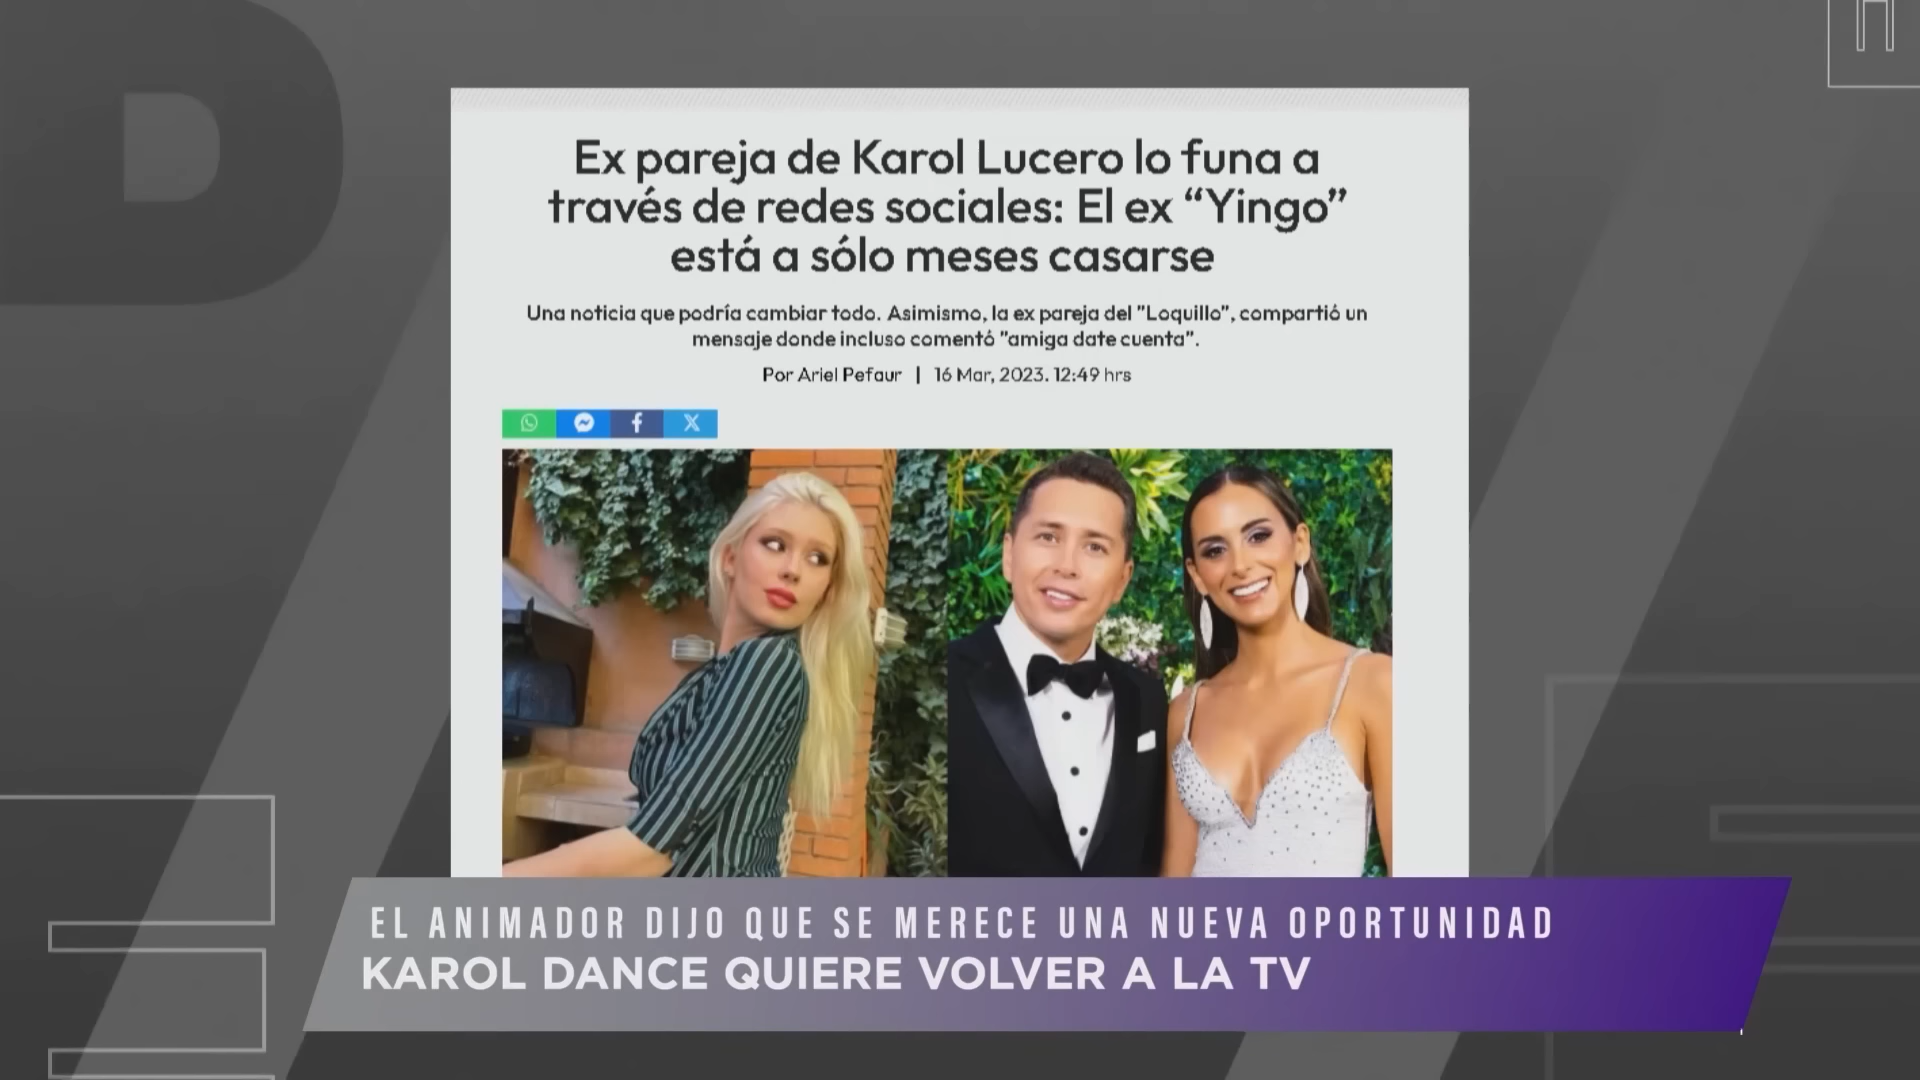 Ex pareja de Karol Lucero lo funa a
través de redes sociales: El ex “Yingo”
está a sólo meses casarse
Una noticia que podría cambiar todo. Asimismo, la ex pareja del "Loquillo", compartió un
mensaje donde incluso comentó "amiga date cuenta".
Por Ariel Pefaur | 16 Mar, 2023. 12:49 hrs
EL ANIMADOR DIJO QUE SE MERECE UNA NUEVA OPORTUNIDAD
KAROL DANCE QUIERE VOLVER A LA TV